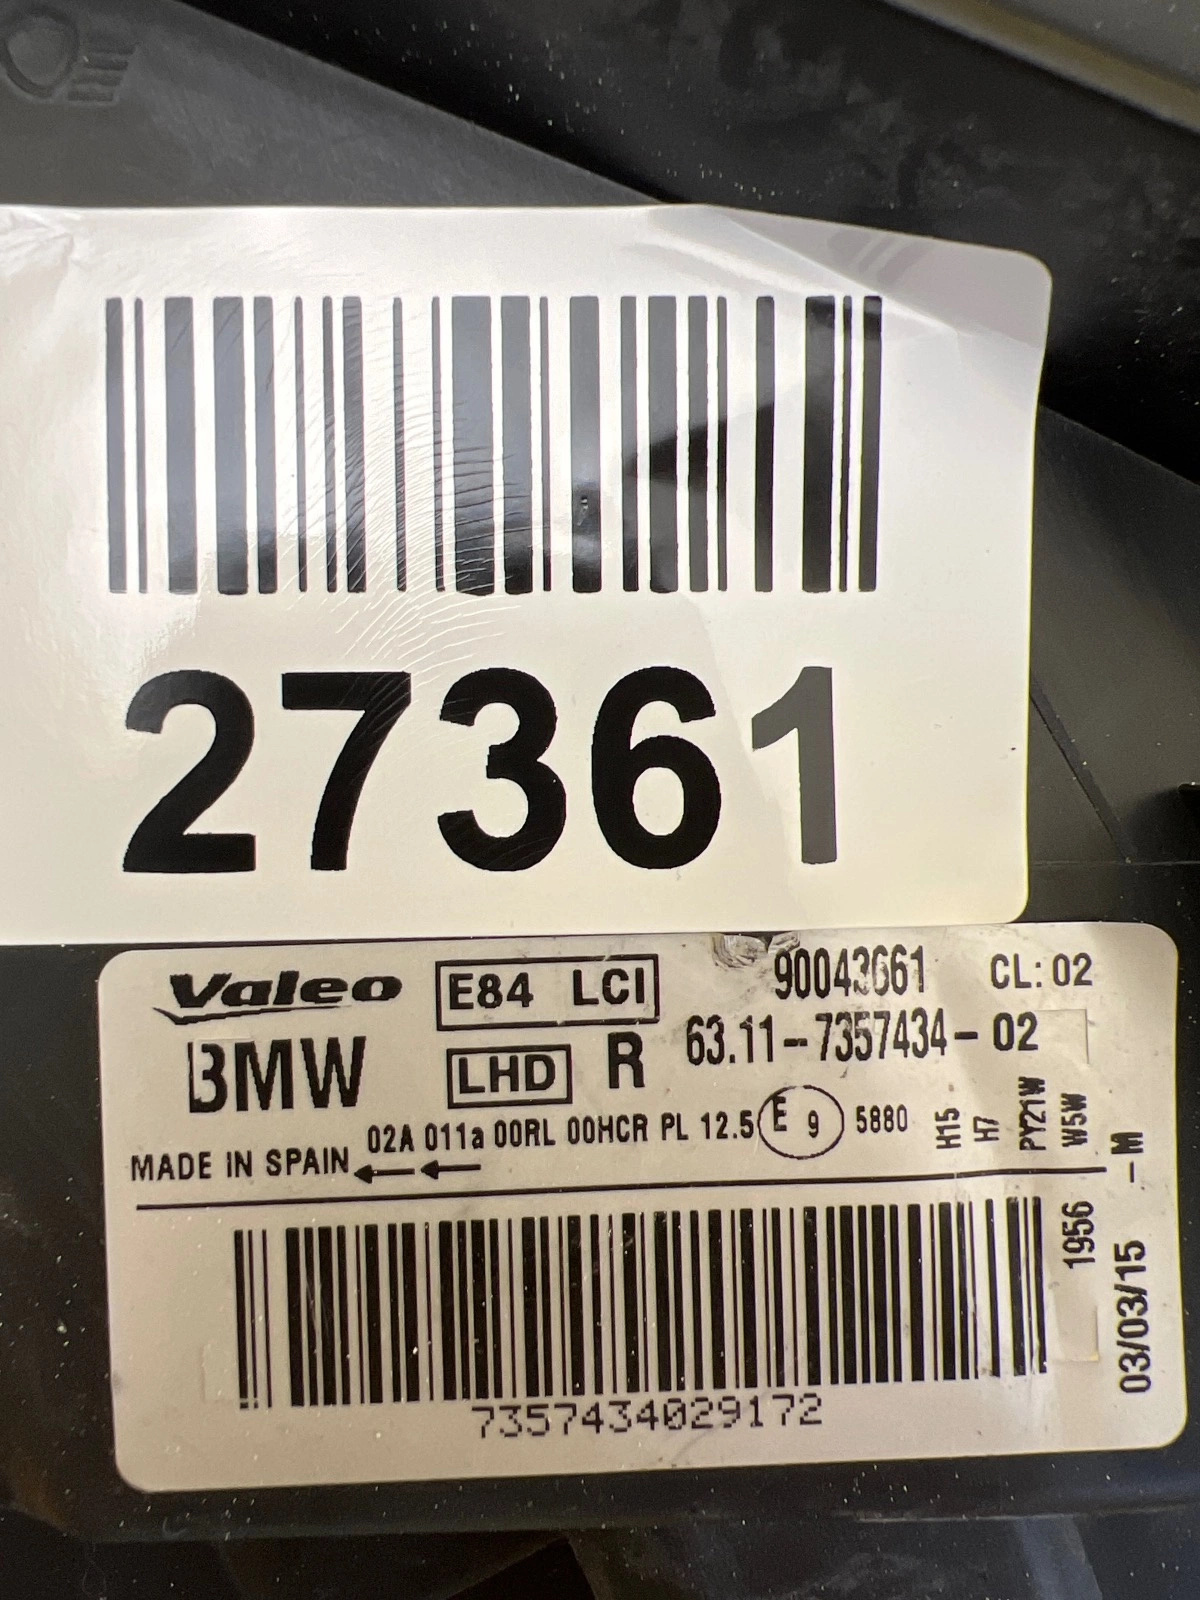 27361
Valeo E84 LCI 90043661 CL: 02
BMW LHD R 63.11-7357434-02
02A 011a 00RL 00HCR PL 12.5 E 9 5880
MADE IN SPAIN
H15
H7
PY21W
W5W
1956
03/03/15 -M
7357434029172